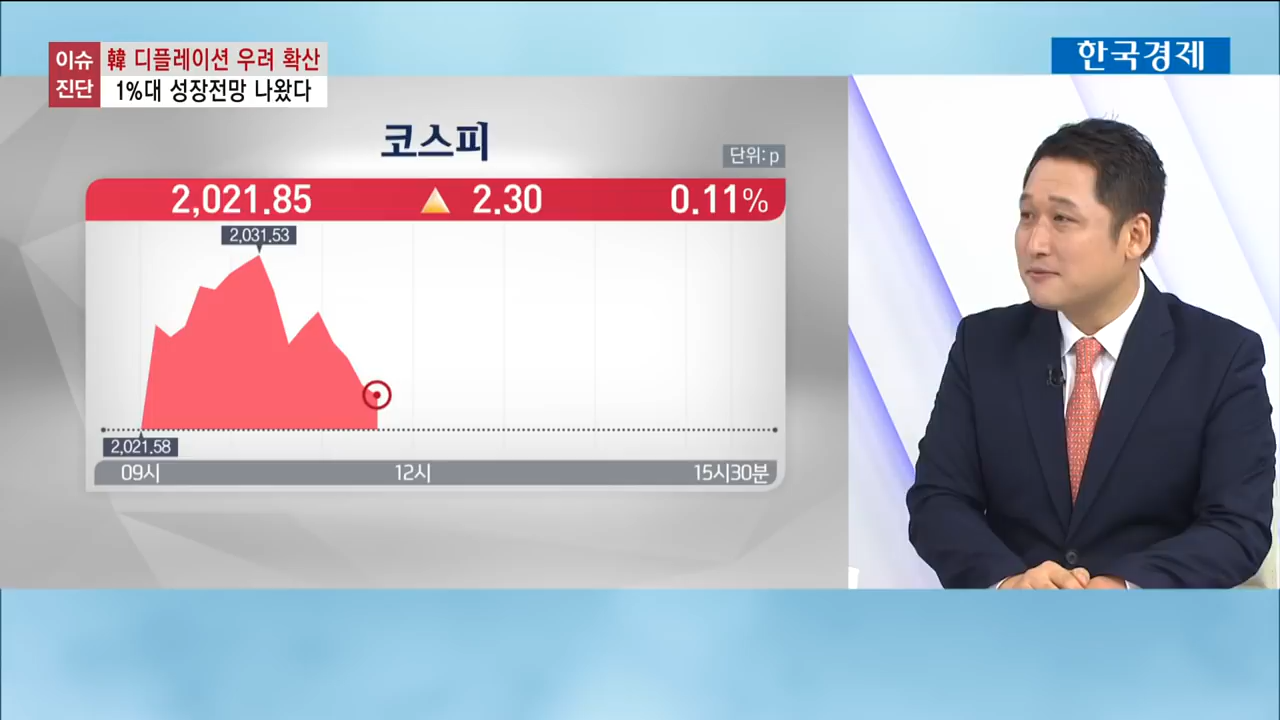 이슈
진단
韓 디플레이션 우려 확산
1%대 성장전망 나왔다
한국경제
코스피
단위: p
2,021.85 ▲ 2.30 0.11%
2,031.53
2,021.58
09시 12시 15시30분